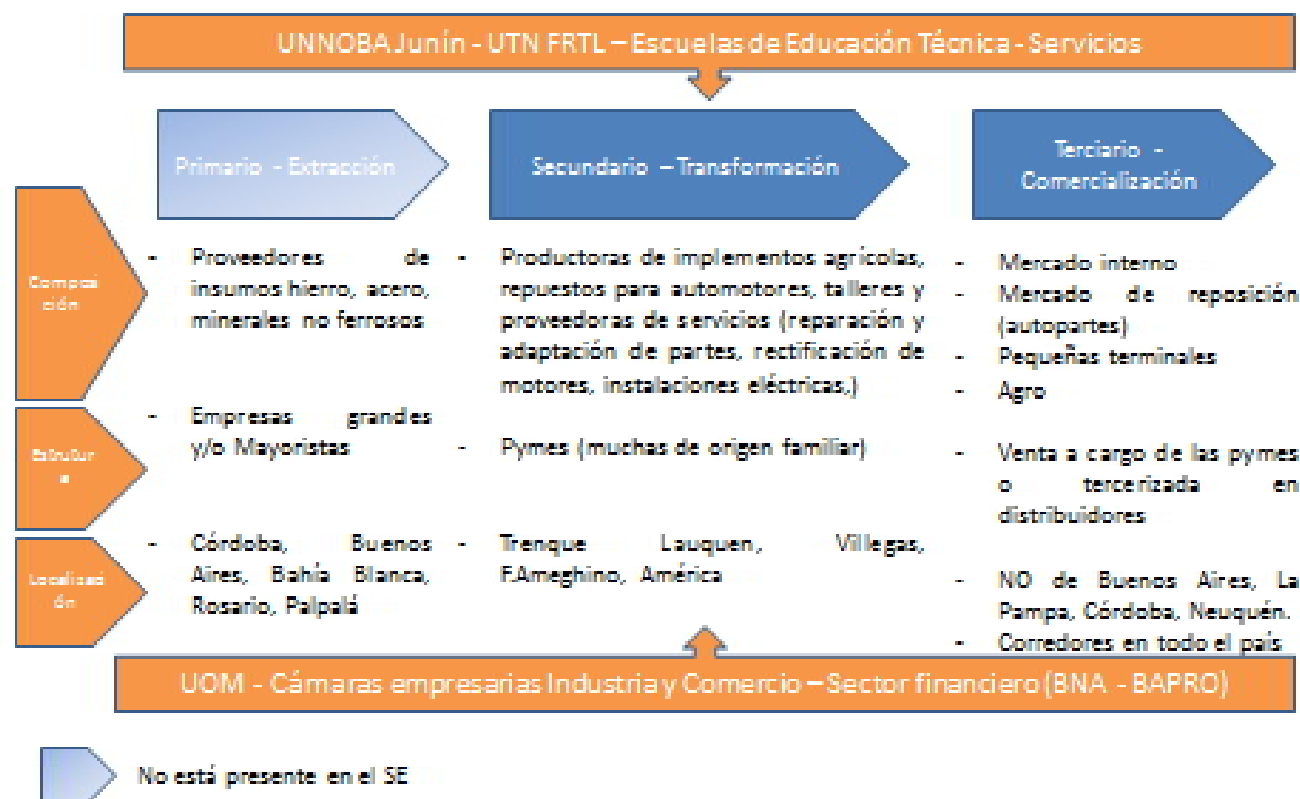 UNNOBA Junín - UTN FRTL – Escuelas de Educación Técnica - Servicios
Primario - Extracción
Secundario – Transformación
Terciario -
Comercialización
Composi
ción
- Proveedores de
insumos hierro, acero,
minerales no ferrosos
- Productoras de implementos agrícolas,
repuestos para automotores, talleres y
proveedoras de servicios (reparación y
adaptación de partes, rectificación de
motores, instalaciones eléctricas,)
- Mercado interno
- Mercado de reposición
(autopartes)
- Pequeñas terminales
- Agro
Estrutur
a
- Empresas grandes
y/o Mayoristas
- Pymes (muchas de origen familiar)
- Venta a cargo de las pymes
o tercerizada en
distribuidores
Localizaci
ón
- Córdoba, Buenos
Aires, Bahía Blanca,
Rosario, Palpalá
- Trenque Lauquen, Villegas,
F.Ameghino, América
- NO de Buenos Aires, La
Pampa, Córdoba, Neuquén.
- Corredores en todo el país
UOM - Cámaras empresarias Industria y Comercio – Sector financiero (BNA - BAPRO)
No está presente en el SE